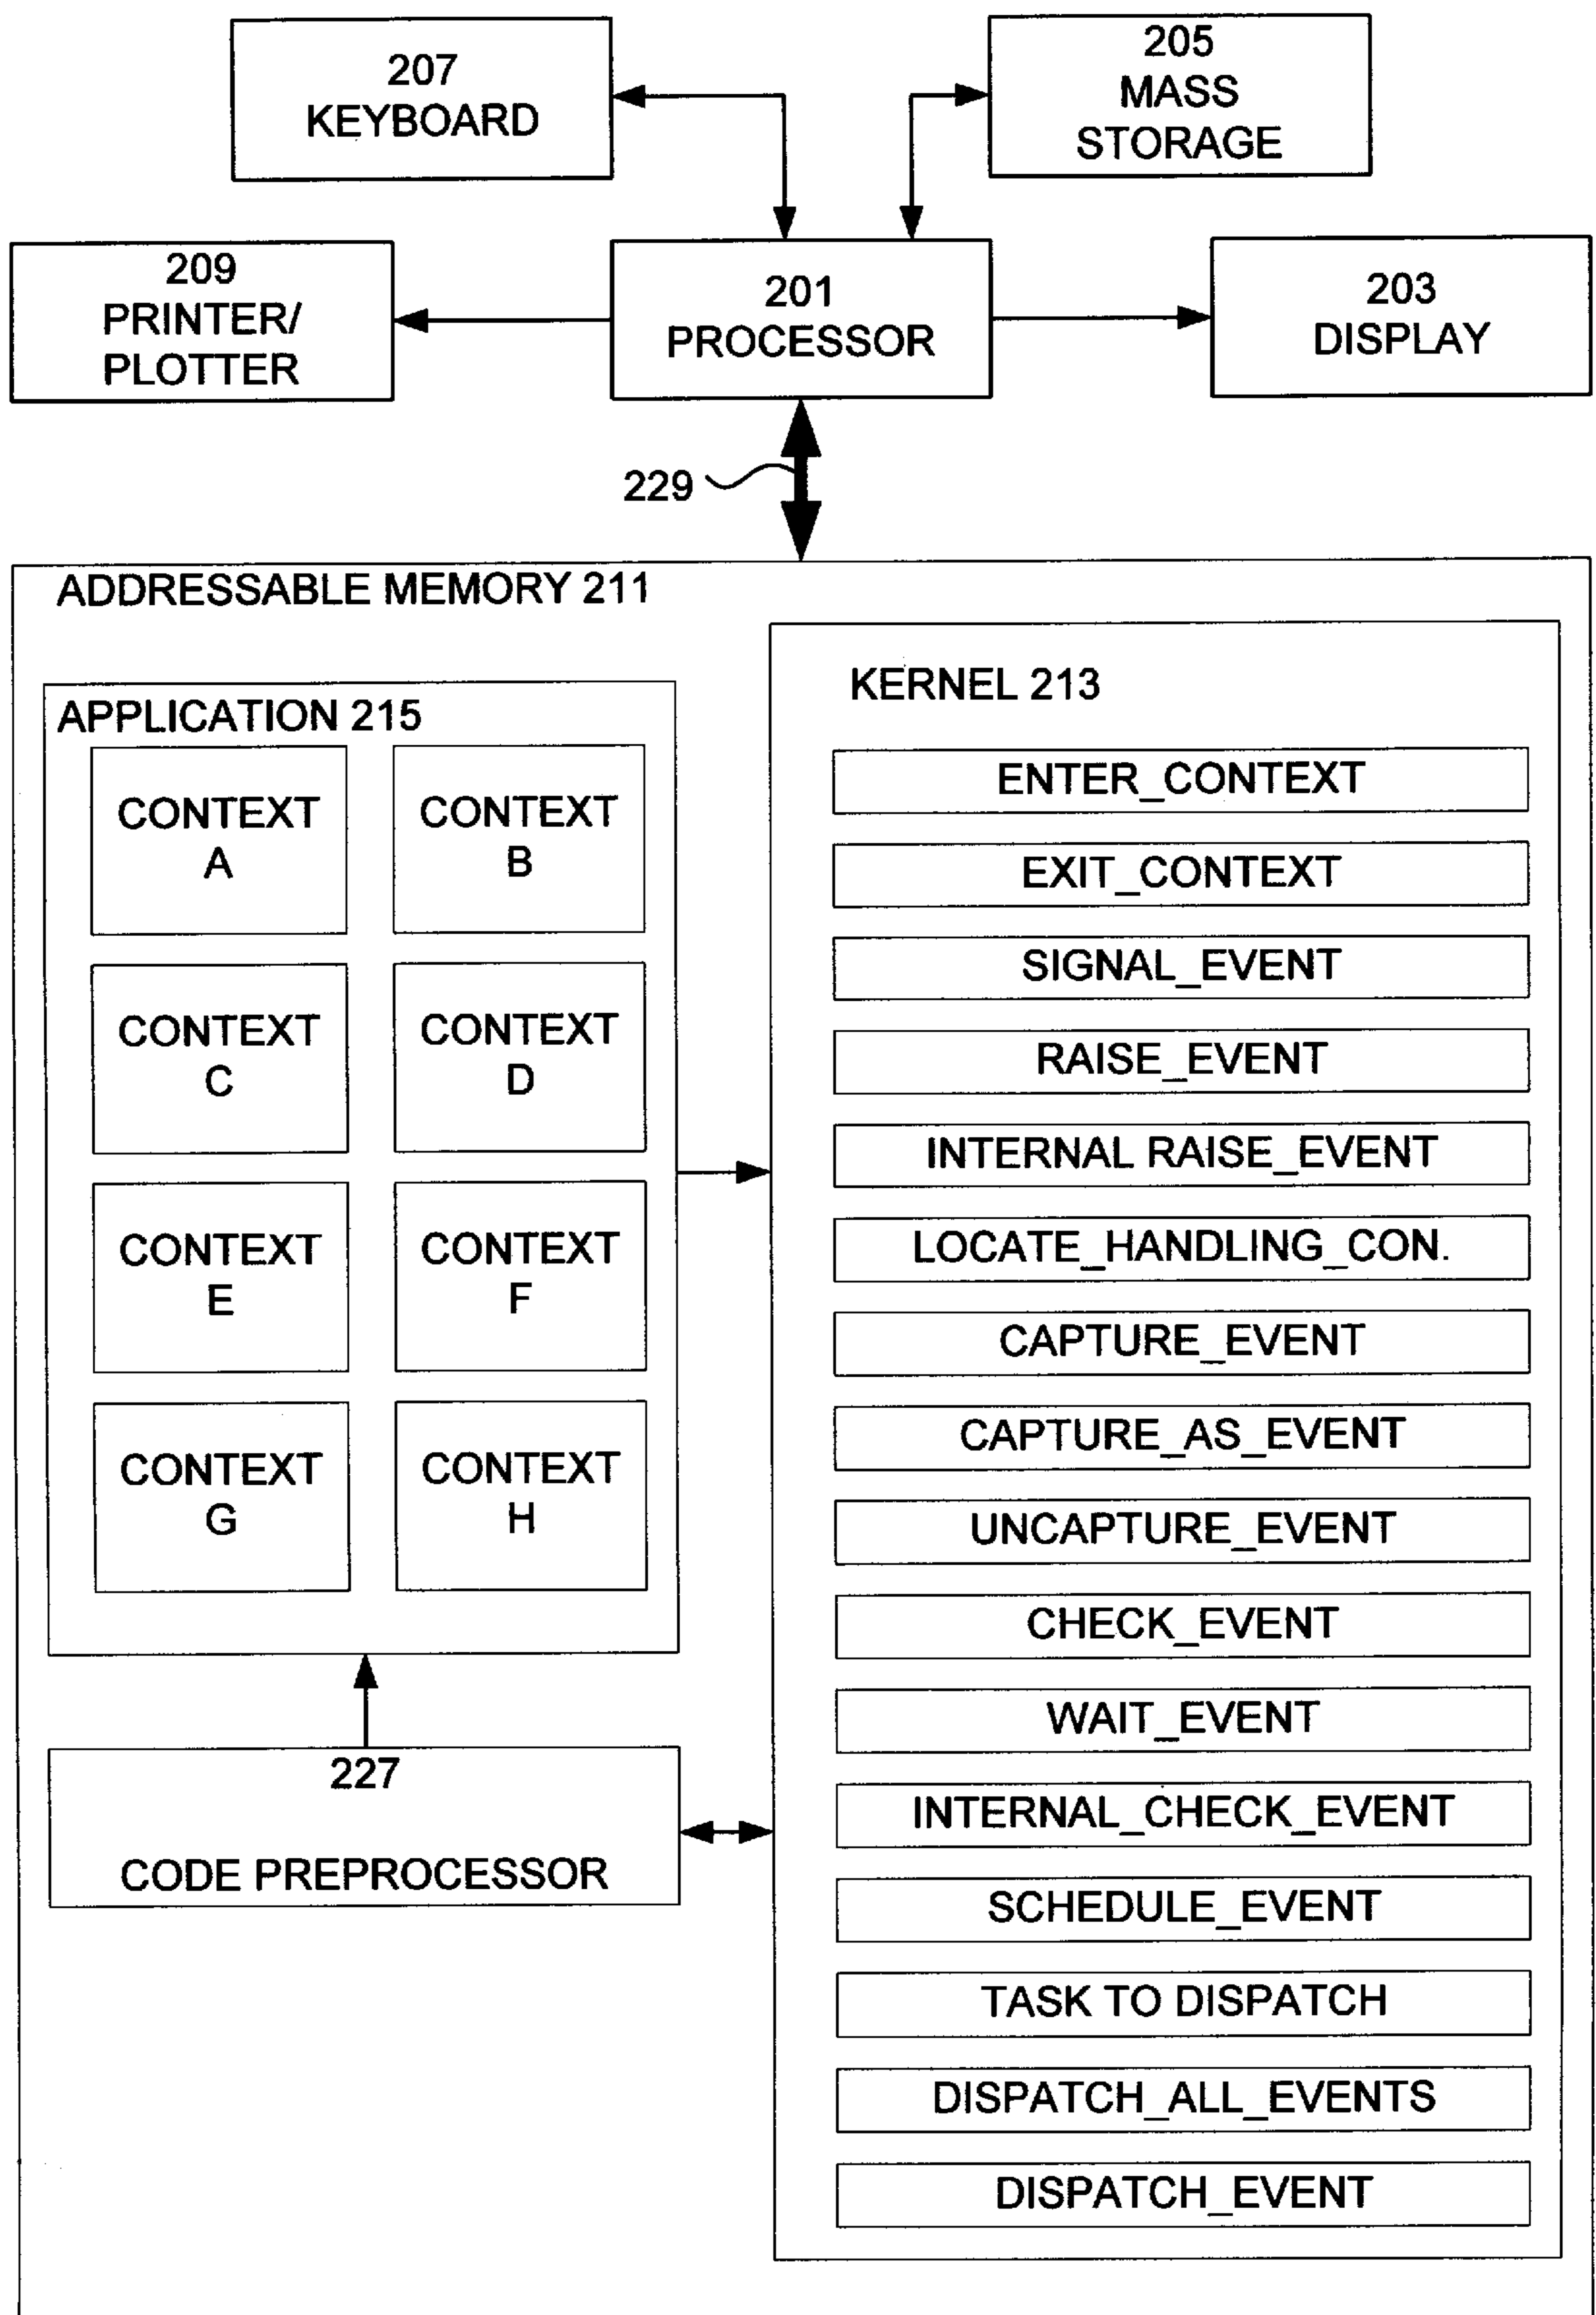 207
KEYBOARD
205
MASS
STORAGE
209
PRINTER/
PLOTTER
201
PROCESSOR
203
DISPLAY
229
ADDRESSABLE MEMORY 211
APPLICATION 215
CONTEXT
A
CONTEXT
B
CONTEXT
C
CONTEXT
D
CONTEXT
E
CONTEXT
F
CONTEXT
G
CONTEXT
H
227
CODE PREPROCESSOR
KERNEL 213
ENTER_CONTEXT
EXIT_CONTEXT
SIGNAL_EVENT
RAISE_EVENT
INTERNAL RAISE_EVENT
LOCATE_HANDLING_CON.
CAPTURE_EVENT
CAPTURE_AS_EVENT
UNCAPTURE_EVENT
CHECK_EVENT
WAIT_EVENT
INTERNAL_CHECK_EVENT
SCHEDULE_EVENT
TASK TO DISPATCH
DISPATCH_ALL_EVENTS
DISPATCH_EVENT